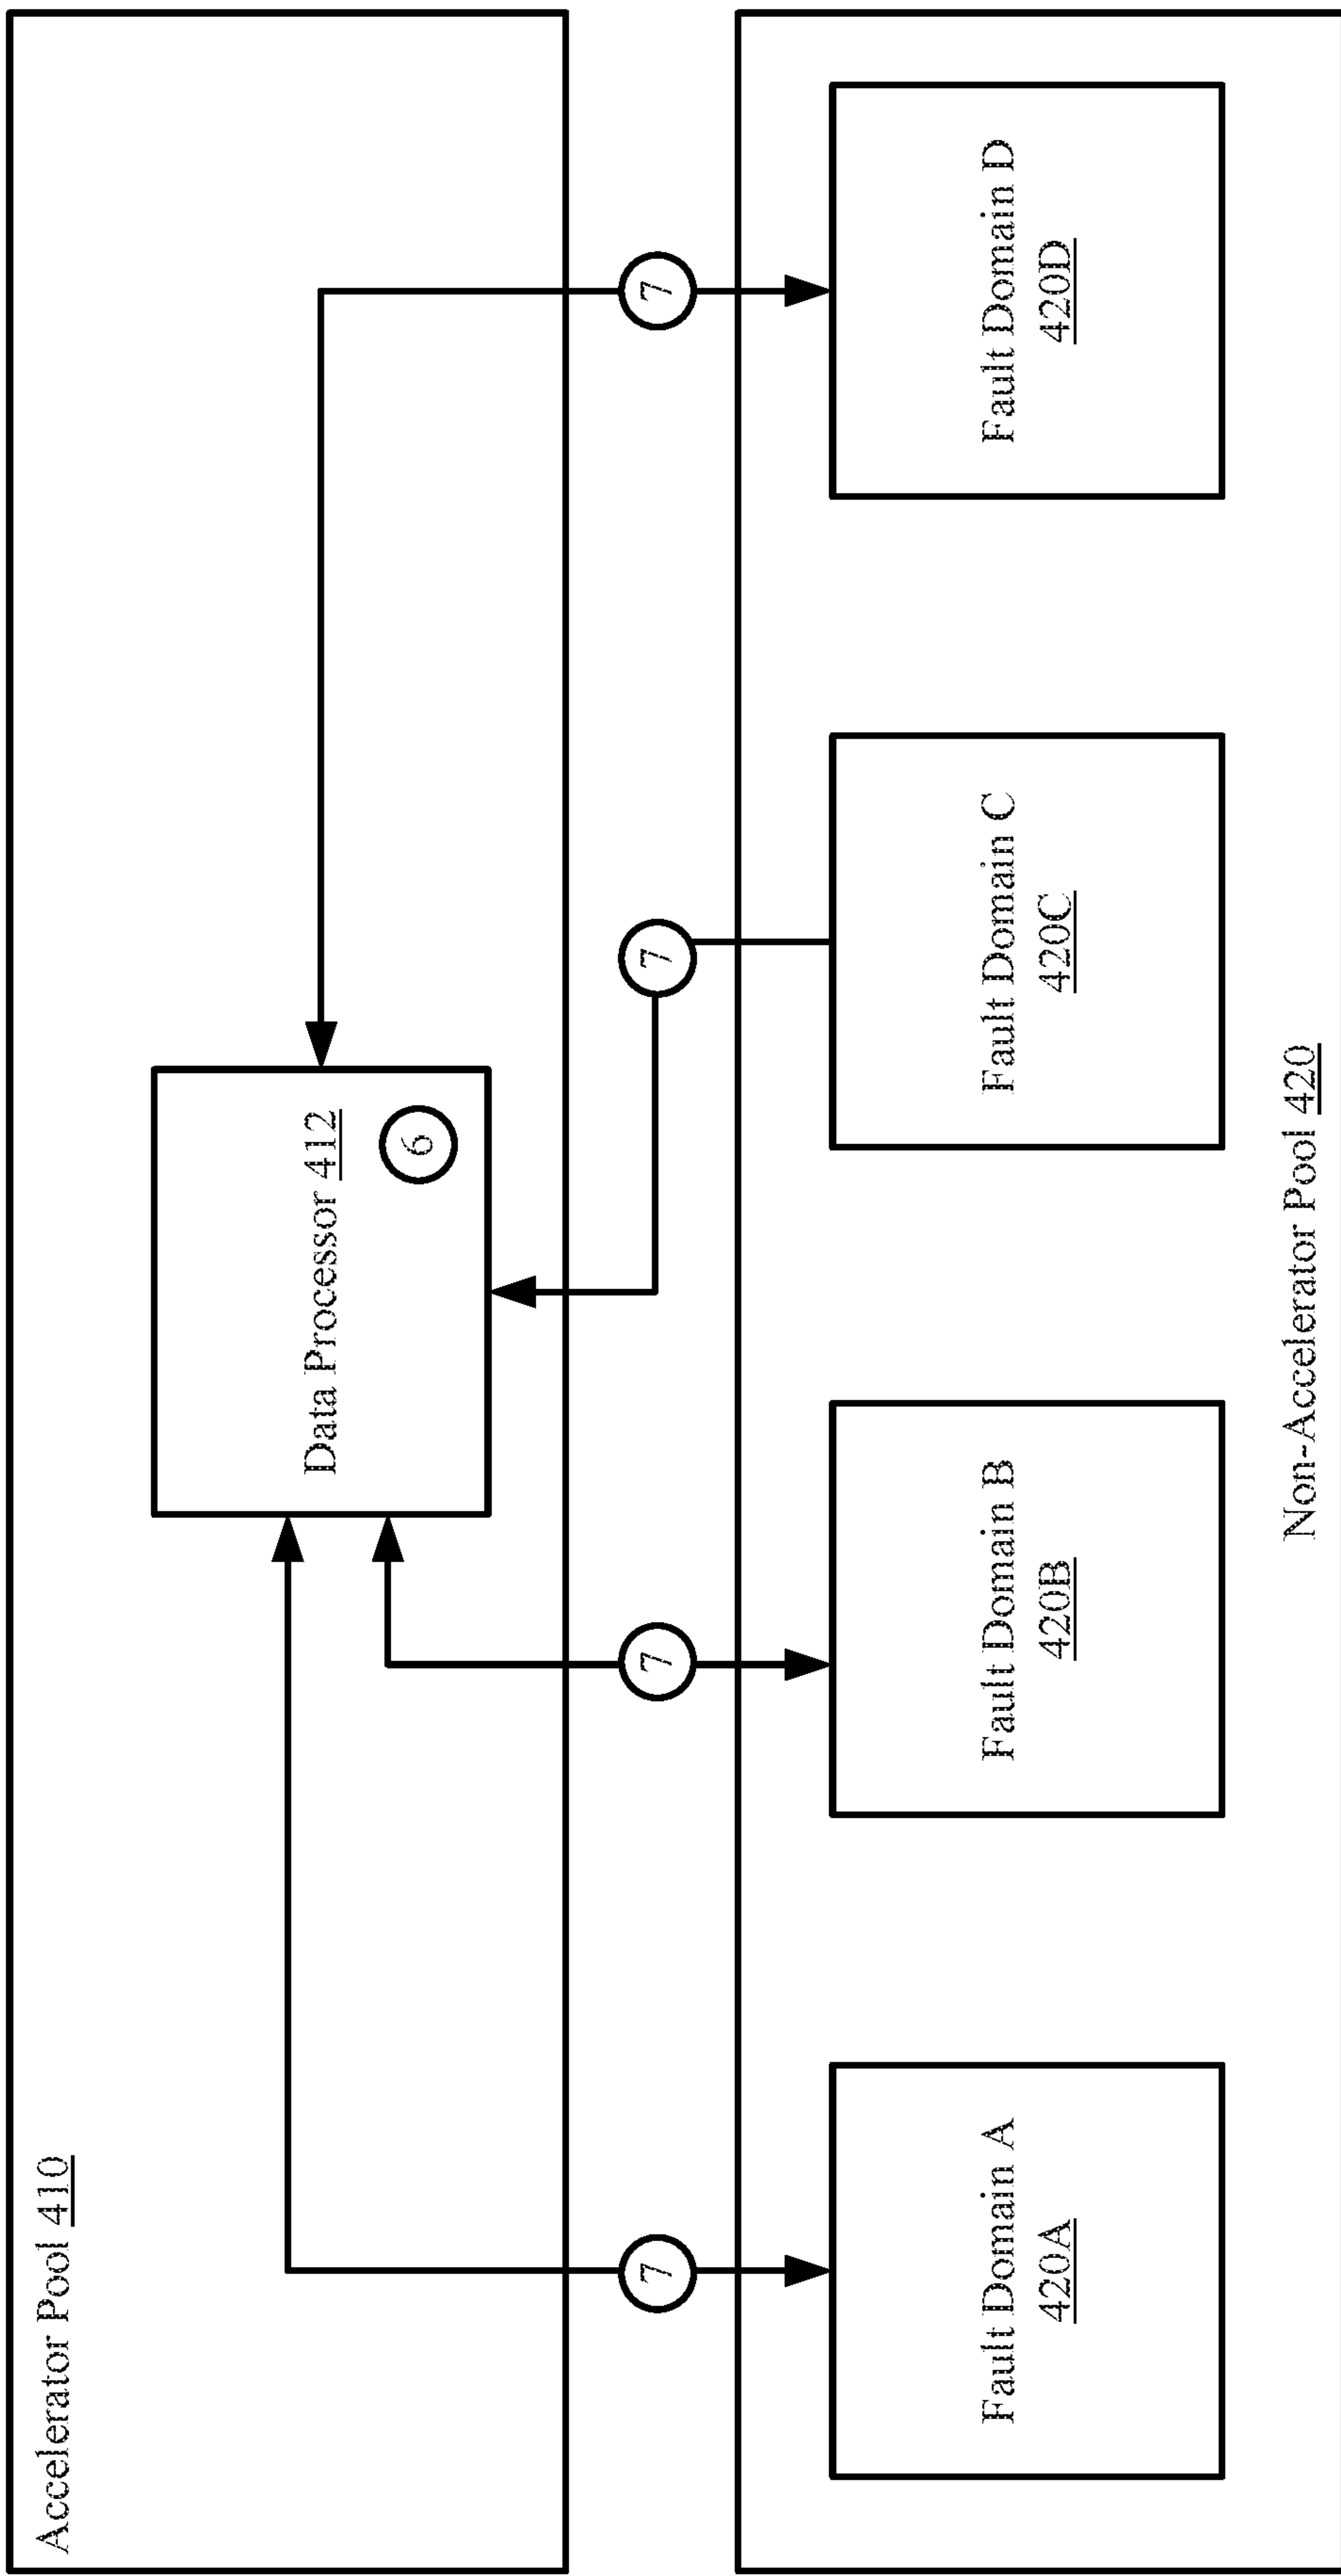 Accelerator Pool 410
Data Processor 412
6
7
7
7
7
Fault Domain A
420A
Fault Domain B
420B
Fault Domain C
420C
Fault Domain D
420D
Non-Accelerator Pool 420